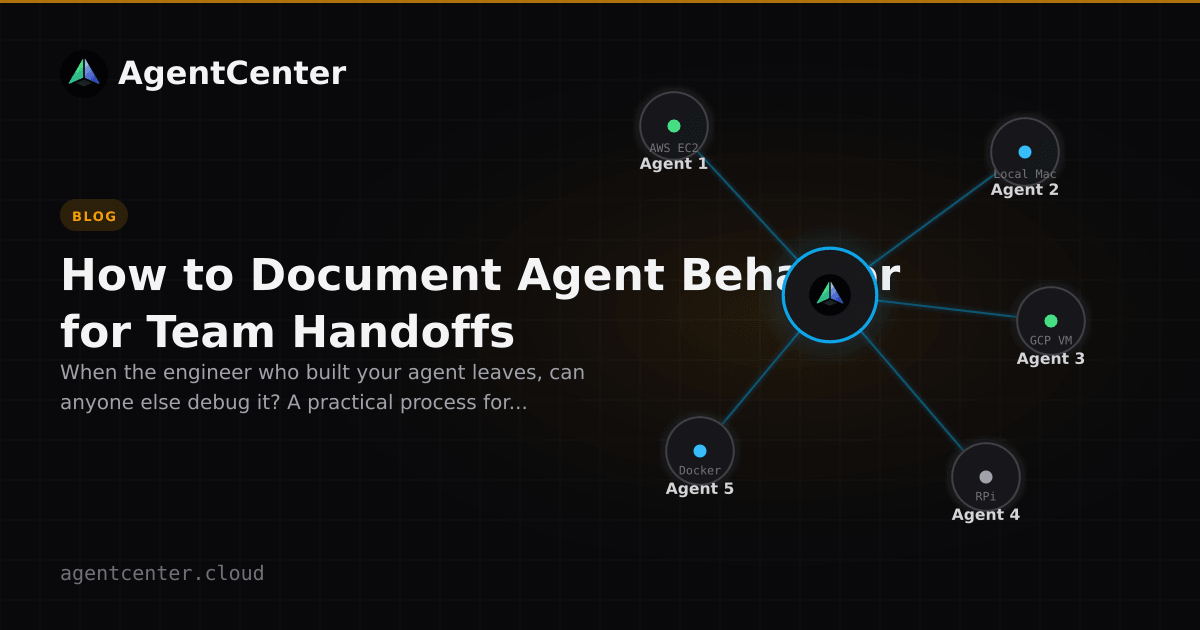 AgentCenter
BLOG
How to Document Agent Beha r
for Team Handoffs
When the engineer who built your agent leaves, can
anyone else debug it? A practical process for...
agentcenter.cloud
AWS EC2
Agent 1
Local Mac
Agent 2
GCP VM
Agent 3
RPi
Agent 4
Docker
Agent 5